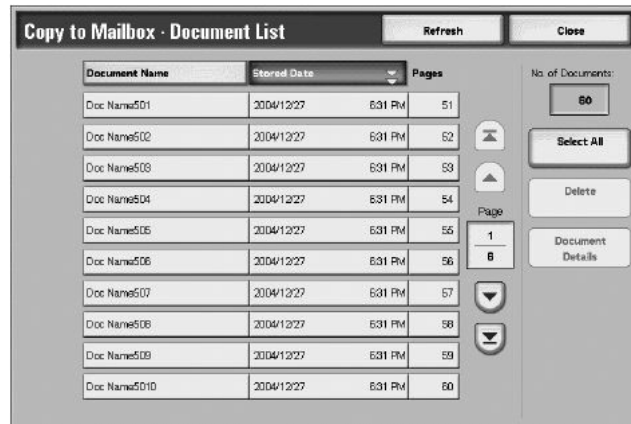 Copy to Mailbox · Document List Refresh Close
Document Name Stored Date Pages No. of Documents:
60
Doc Name501 2004/12/27 6:31 PM 51
Doc Name502 2004/12/27 6:31 PM 52
Select All
Doc Name503 2004/12/27 6:31 PM 53
Doc Name504 2004/12/27 6:31 PM 54
Delete
Page
Doc Name505 2004/12/27 6:31 PM 55
1
6
Document
Details
Doc Name506 2004/12/27 6:31 PM 56
Doc Name507 2004/12/27 6:31 PM 57
Doc Name508 2004/12/27 6:31 PM 58
Doc Name509 2004/12/27 6:31 PM 59
Doc Name5010 2004/12/27 6:31 PM 60